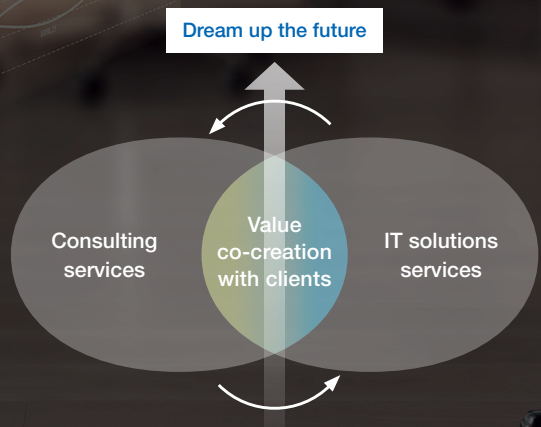 Dream up the future
Consulting
services
Value
co-creation
with clients
IT solutions
services